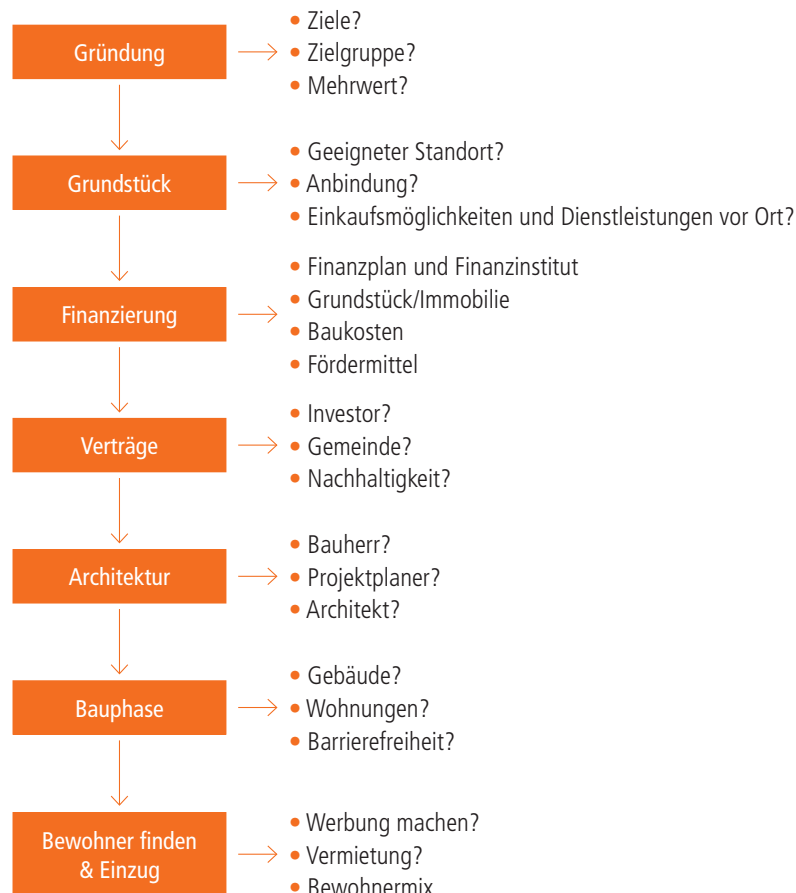 Gründung
• Ziele?
• Zielgruppe?
• Mehrwert?
Grundstück
• Geeigneter Standort?
• Anbindung?
• Einkaufsmöglichkeiten und Dienstleistungen vor Ort?
Finanzierung
• Finanzplan und Finanzinstitut
• Grundstück/Immobilie
• Baukosten
• Fördermittel
Verträge
• Investor?
• Gemeinde?
• Nachhaltigkeit?
Architektur
• Bauherr?
• Projektplaner?
• Architekt?
Bauphase
• Gebäude?
• Wohnungen?
• Barrierefreiheit?
Bewohner finden
& Einzug
• Werbung machen?
• Vermietung?
• Bewohnermix